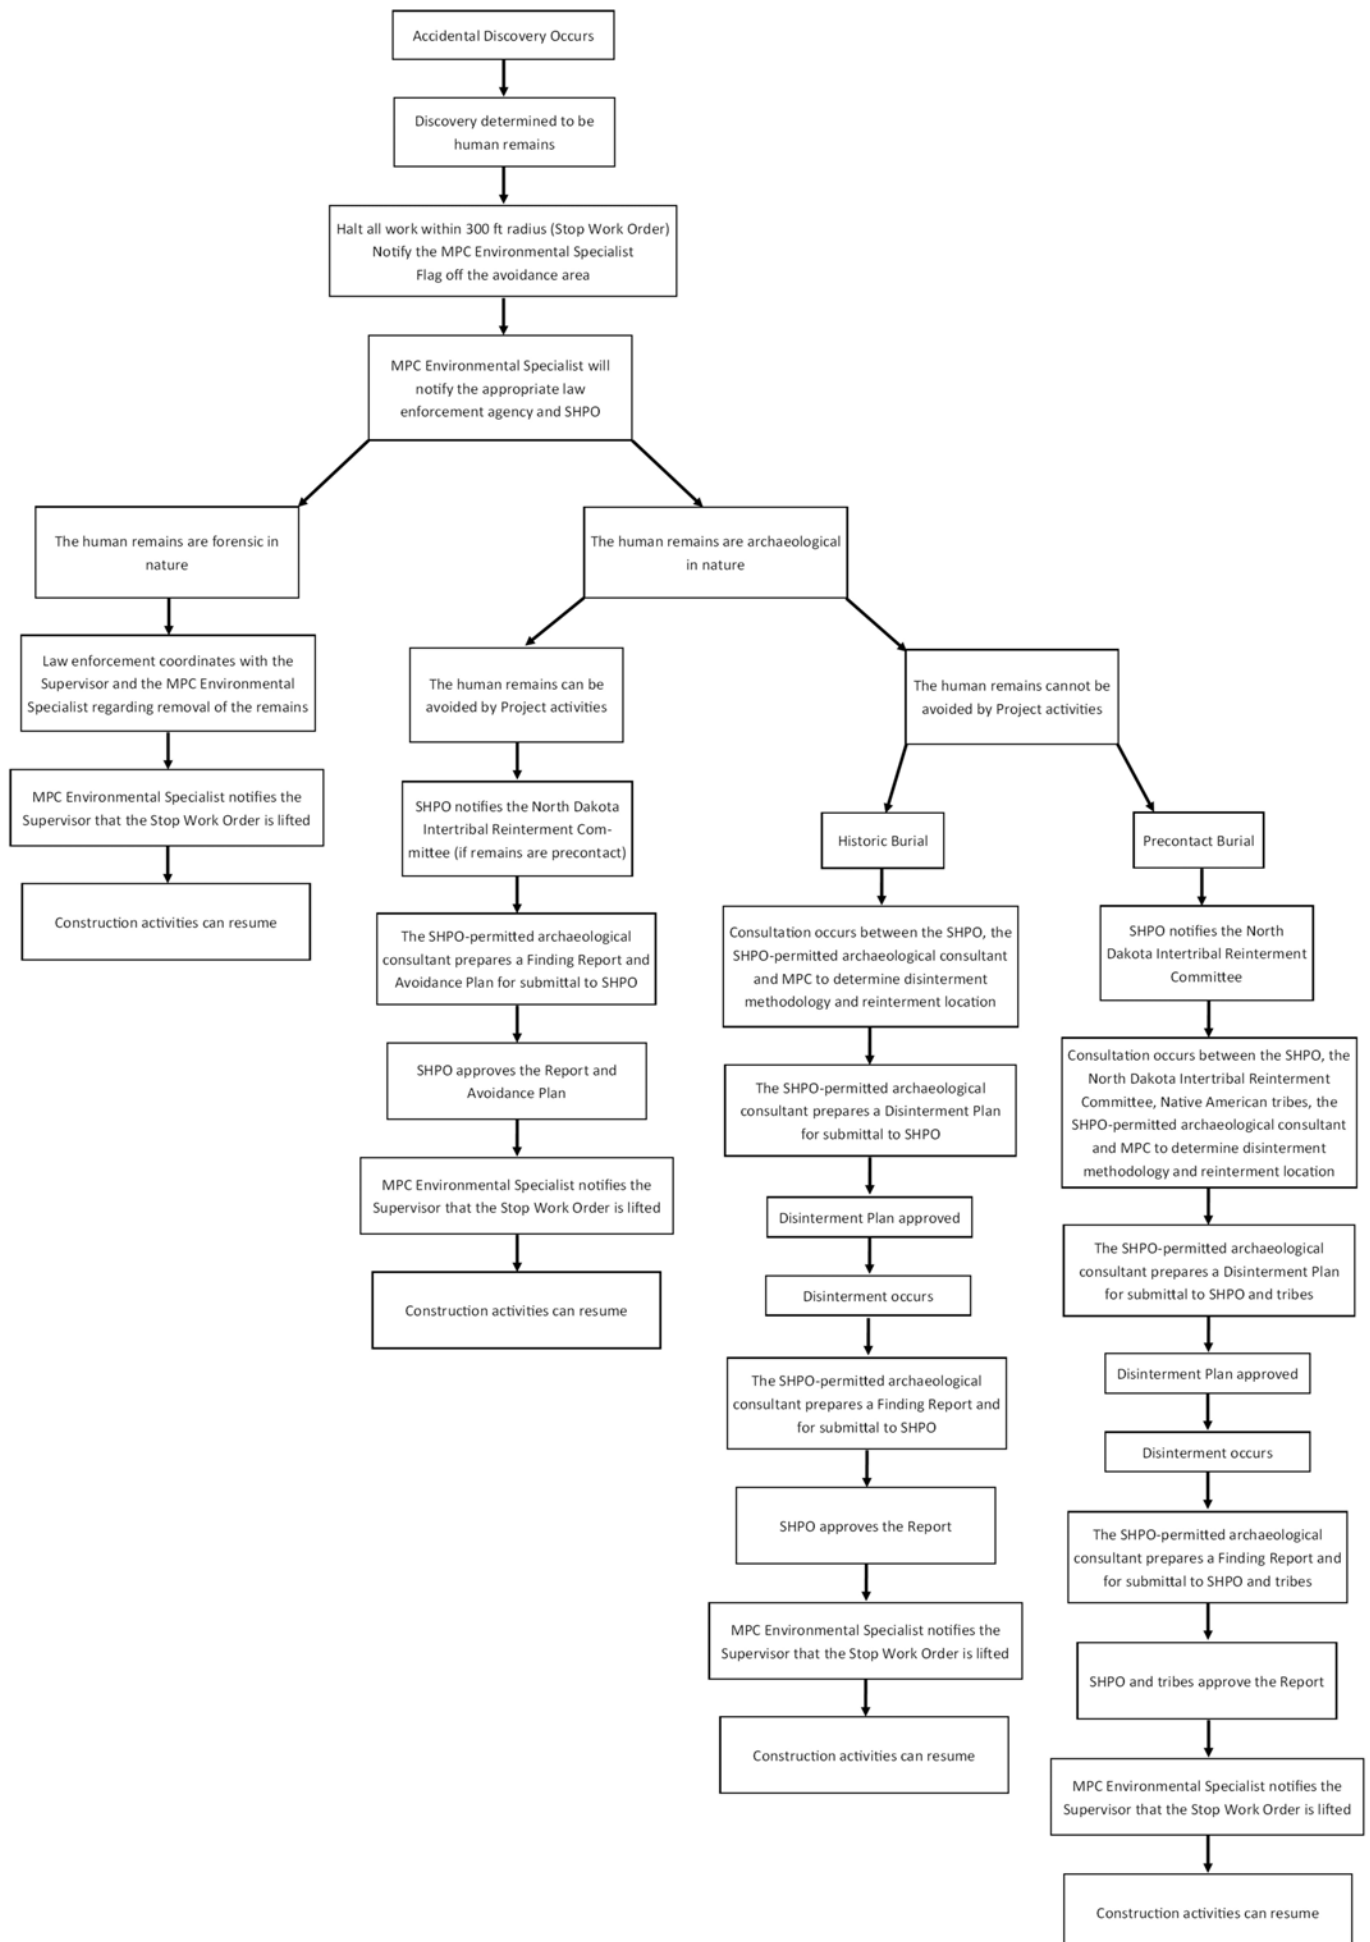 Accidental Discovery Occurs
Discovery determined to be
human remains
Halt all work within 300 ft radius (Stop Work Order)
Notify the MPC Environmental Specialist
Flag off the avoidance area
MPC Environmental Specialist will
notify the appropriate law
enforcement agency and SHPO
The human remains are forensic in
nature
Law enforcement coordinates with the
Supervisor and the MPC Environmental
Specialist regarding removal of the remains
MPC Environmental Specialist notifies the
Supervisor that the Stop Work Order is lifted
Construction activities can resume
The human remains are archaeological
in nature
The human remains can be
avoided by Project activities
SHPO notifies the North Dakota
Intertribal Reinterment Com-
mittee (if remains are precontact)
The SHPO-permitted archaeological
consultant prepares a Finding Report and
Avoidance Plan for submittal to SHPO
SHPO approves the Report and
Avoidance Plan
MPC Environmental Specialist notifies the
Supervisor that the Stop Work Order is lifted
Construction activities can resume
The human remains cannot be
avoided by Project activities
Historic Burial
Consultation occurs between the SHPO, the
SHPO-permitted archaeological consultant
and MPC to determine disinterment
methodology and reinterment location
The SHPO-permitted archaeological
consultant prepares a Disinterment Plan
for submittal to SHPO
Disinterment Plan approved
Disinterment occurs
The SHPO-permitted archaeological
consultant prepares a Finding Report and
for submittal to SHPO
SHPO approves the Report
MPC Environmental Specialist notifies the
Supervisor that the Stop Work Order is lifted
Construction activities can resume
Precontact Burial
SHPO notifies the North
Dakota Intertribal Reinterment
Committee
Consultation occurs between the SHPO, the
North Dakota Intertribal Reinterment
Committee, Native American tribes, the
SHPO-permitted archaeological consultant
and MPC to determine disinterment
methodology and reinterment location
The SHPO-permitted archaeological
consultant prepares a Disinterment Plan
for submittal to SHPO and tribes
Disinterment Plan approved
Disinterment occurs
The SHPO-permitted archaeological
consultant prepares a Finding Report and
for submittal to SHPO and tribes
SHPO and tribes approve the Report
MPC Environmental Specialist notifies the
Supervisor that the Stop Work Order is lifted
Construction activities can resume